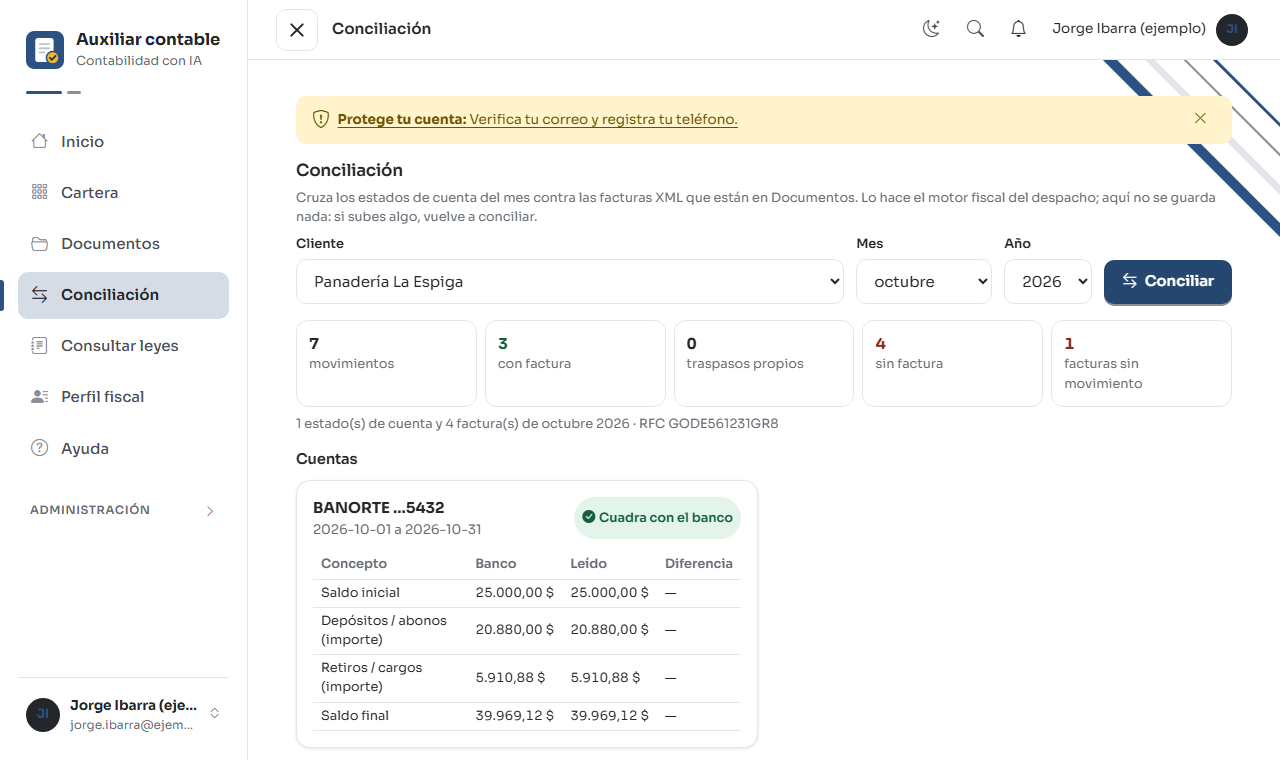 Auxiliar contable
Contabilidad con IA
Inicio
Cartera
Documentos
Conciliación
Consultar leyes
Perfil fiscal
Ayuda
ADMINISTRACIÓN
Jorge Ibarra (eje...
jorge.ibarra@ejem...
Conciliación
Jorge Ibarra (ejemplo)
JI
JI
Protege tu cuenta: Verifica tu correo y registra tu teléfono.
Conciliación
Cruza los estados de cuenta del mes contra las facturas XML que están en Documentos. Lo hace el motor fiscal del despacho; aquí no se guarda
nada: si subes algo, vuelve a conciliar.
Cliente
Mes
Año
Panadería La Espiga
octubre
2026
Conciliar
7
movimientos
3
con factura
0
traspasos propios
4
sin factura
1
facturas sin
movimiento
1 estado(s) de cuenta y 4 factura(s) de octubre 2026 · RFC GODE561231GR8
Cuentas
BANORTE ...5432
2026-10-01 a 2026-10-31
Cuadra con el banco
Concepto Banco Leído Diferencia
Saldo inicial 25.000,00 $ 25.000,00 $ —
Depósitos / abonos
(importe) 20.880,00 $ 20.880,00 $ —
Retiros / cargos
(importe) 5.910,88 $ 5.910,88 $ —
Saldo final 39.969,12 $ 39.969,12 $ —